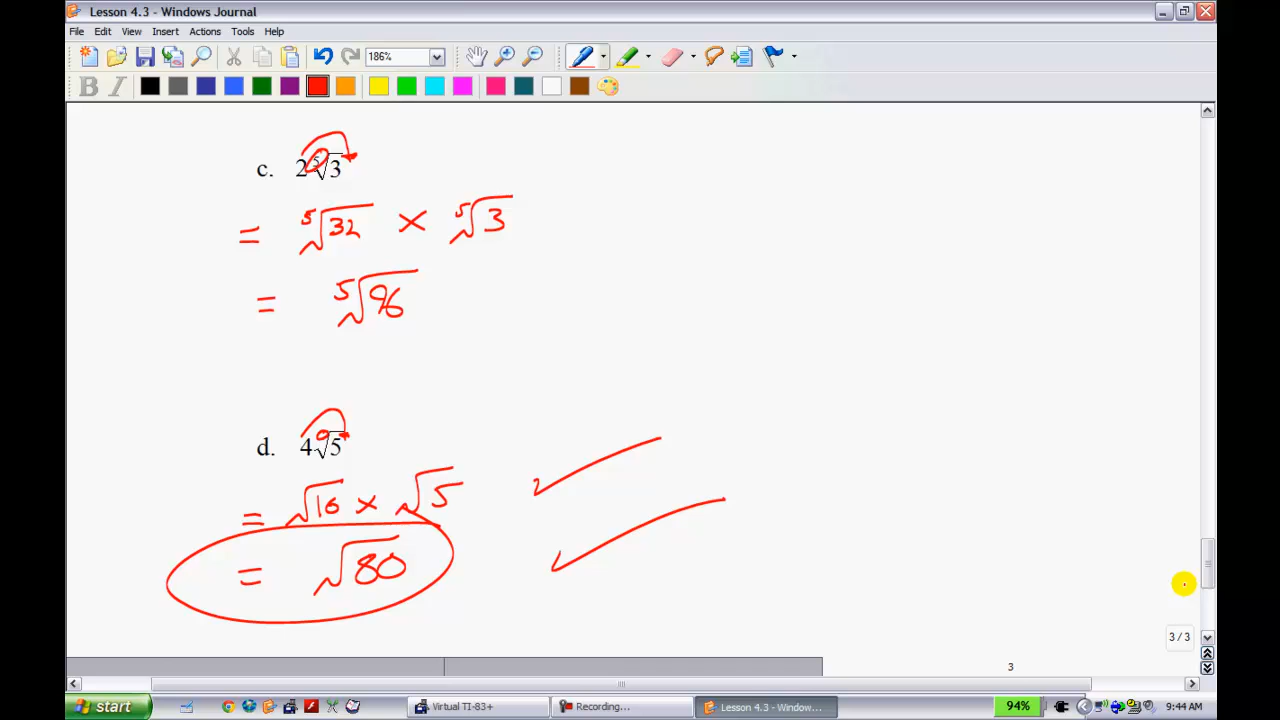 Lesson 4.3 - Windows Journal
File Edit View Insert Actions Tools Help
186%
B I
c. 2⁵√3
= ⁵√32 × ⁵√3
= ⁵√96
d. 4√5
= √16 × √5
= √80
3 / 3
3
start
Virtual TI-83+
Recording...
Lesson 4.3 - Window...
94%
9:44 AM